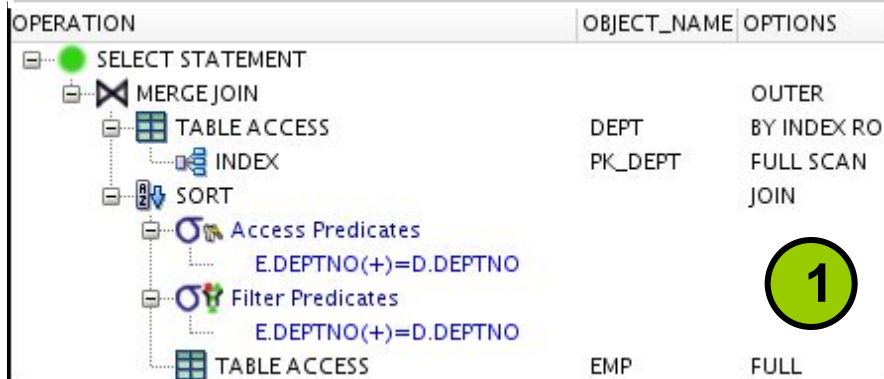 OPERATION OBJECT_NAME OPTIONS
SELECT STATEMENT
MERGE JOIN OUTER
TABLE ACCESS DEPT BY INDEX RO
INDEX PK_DEPT FULL SCAN
SORT JOIN
Access Predicates
E.DEPTNO(+)=D.DEPTNO
Filter Predicates
E.DEPTNO(+)=D.DEPTNO
1
TABLE ACCESS EMP FULL